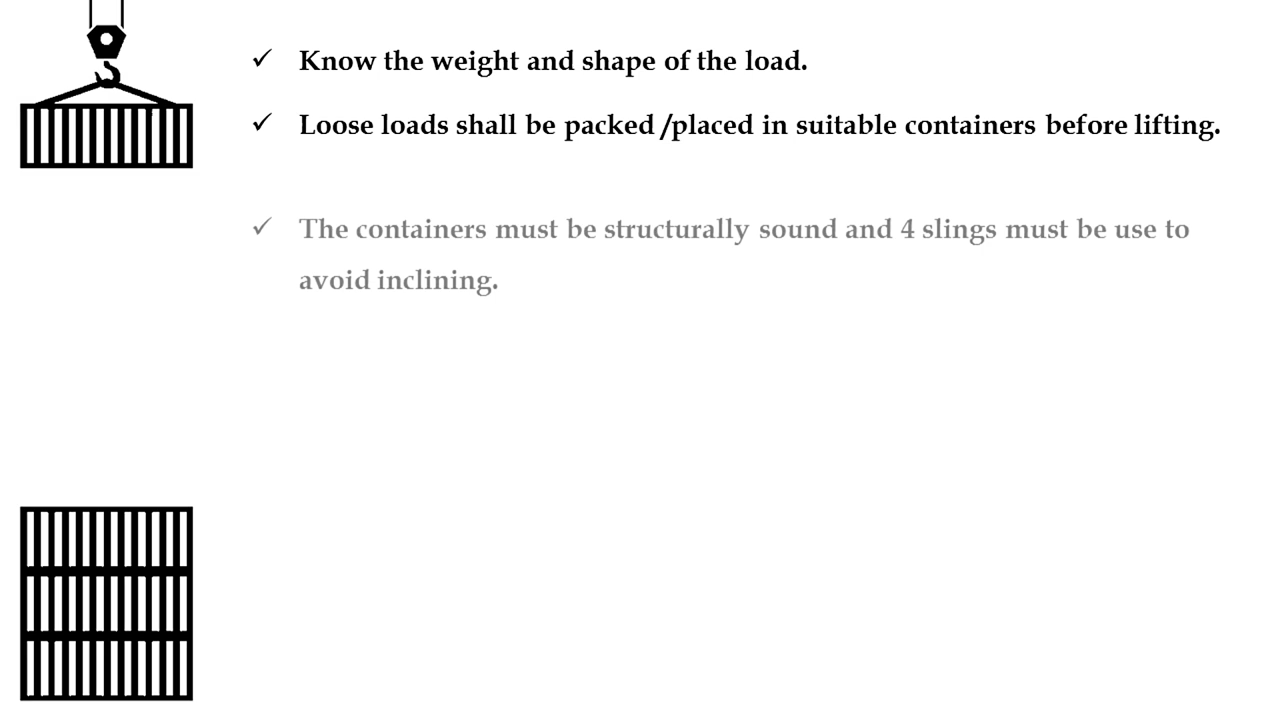 ✓ Know the weight and shape of the load.
✓ Loose loads shall be packed /placed in suitable containers before lifting.
✓ The containers must be structurally sound and 4 slings must be use to
avoid inclining.